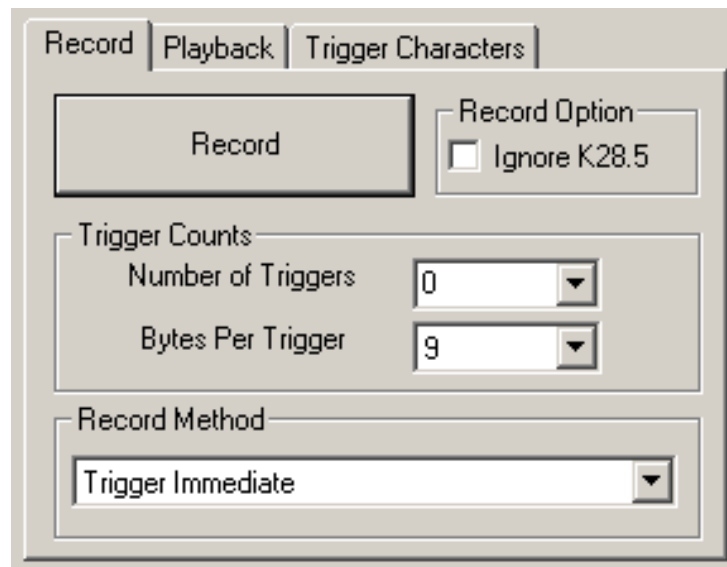 Record Playback Trigger Characters
Record
Record Option
Ignore K28.5
Trigger Counts
Number of Triggers 0
Bytes Per Trigger 9
Record Method
Trigger Immediate